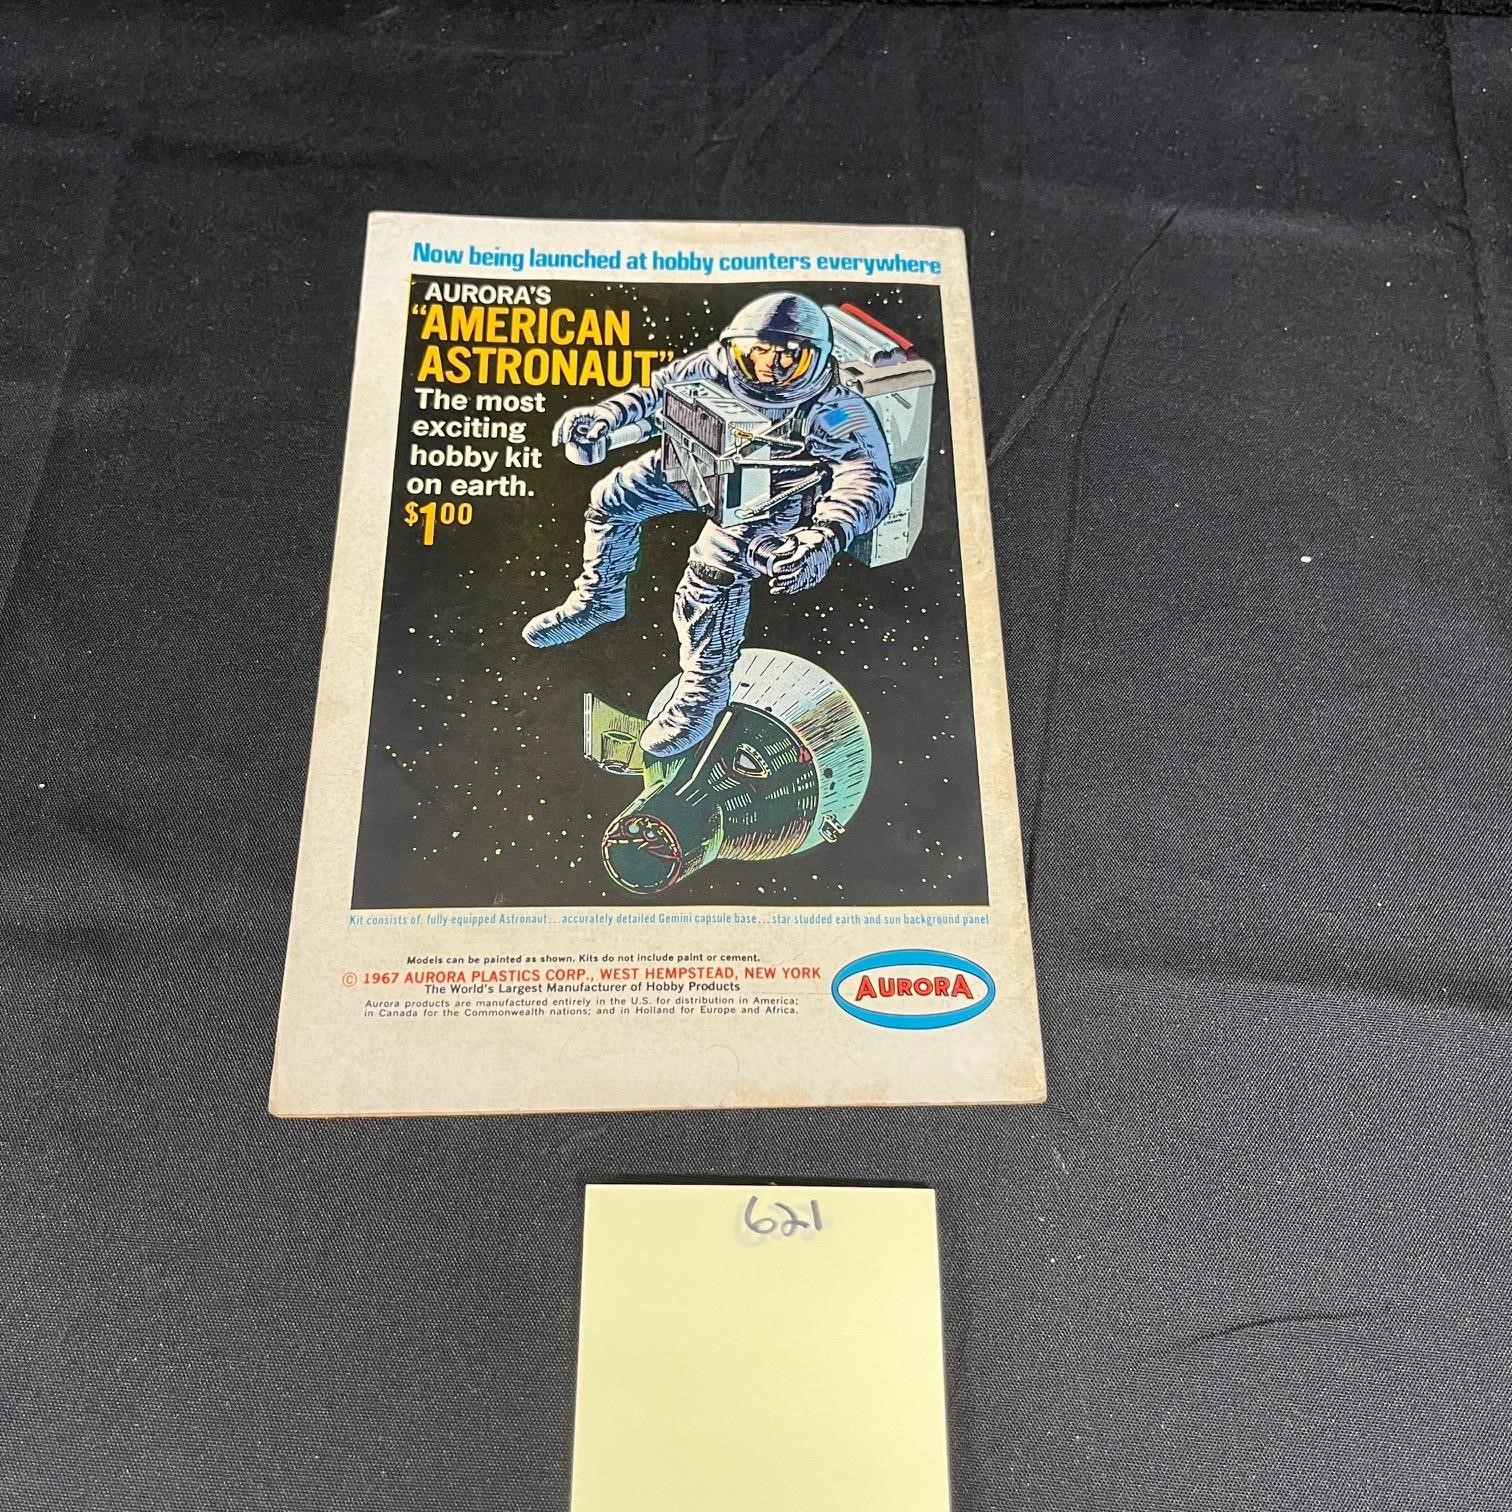 Now being launched at hobby counters everywhere
AURORA'S
"AMERICAN
ASTRONAUT"
The most
exciting
hobby kit
on earth.
$1.00
Kit consists of: fully equipped Astronaut...accurately detailed Gemini capsule base...star studded earth and sun background panel
Models can be painted as shown. Kits do not include paint or cement.
© 1967 AURORA PLASTICS CORP., WEST HEMPSTEAD, NEW YORK
The World's Largest Manufacturer of Hobby Products
Aurora products are manufactured entirely in the U.S. for distribution in America;
in Canada for the Commonwealth nations; and in Holland for Europe and Africa.
AURORA
621